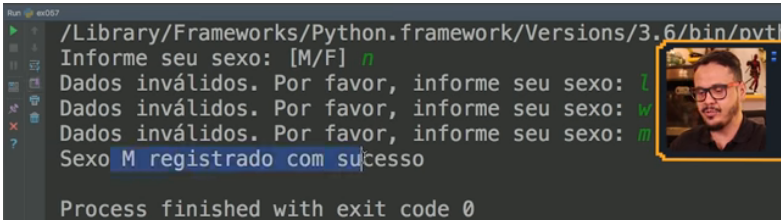 Run ex057
/Library/Frameworks/Python.framework/Versions/3.6/bin/pyth
Informe seu sexo: [M/F] n
Dados inválidos. Por favor, informe seu sexo: l
Dados inválidos. Por favor, informe seu sexo: w
Dados inválidos. Por favor, informe seu sexo: m
Sexo M registrado com sucesso
Process finished with exit code 0